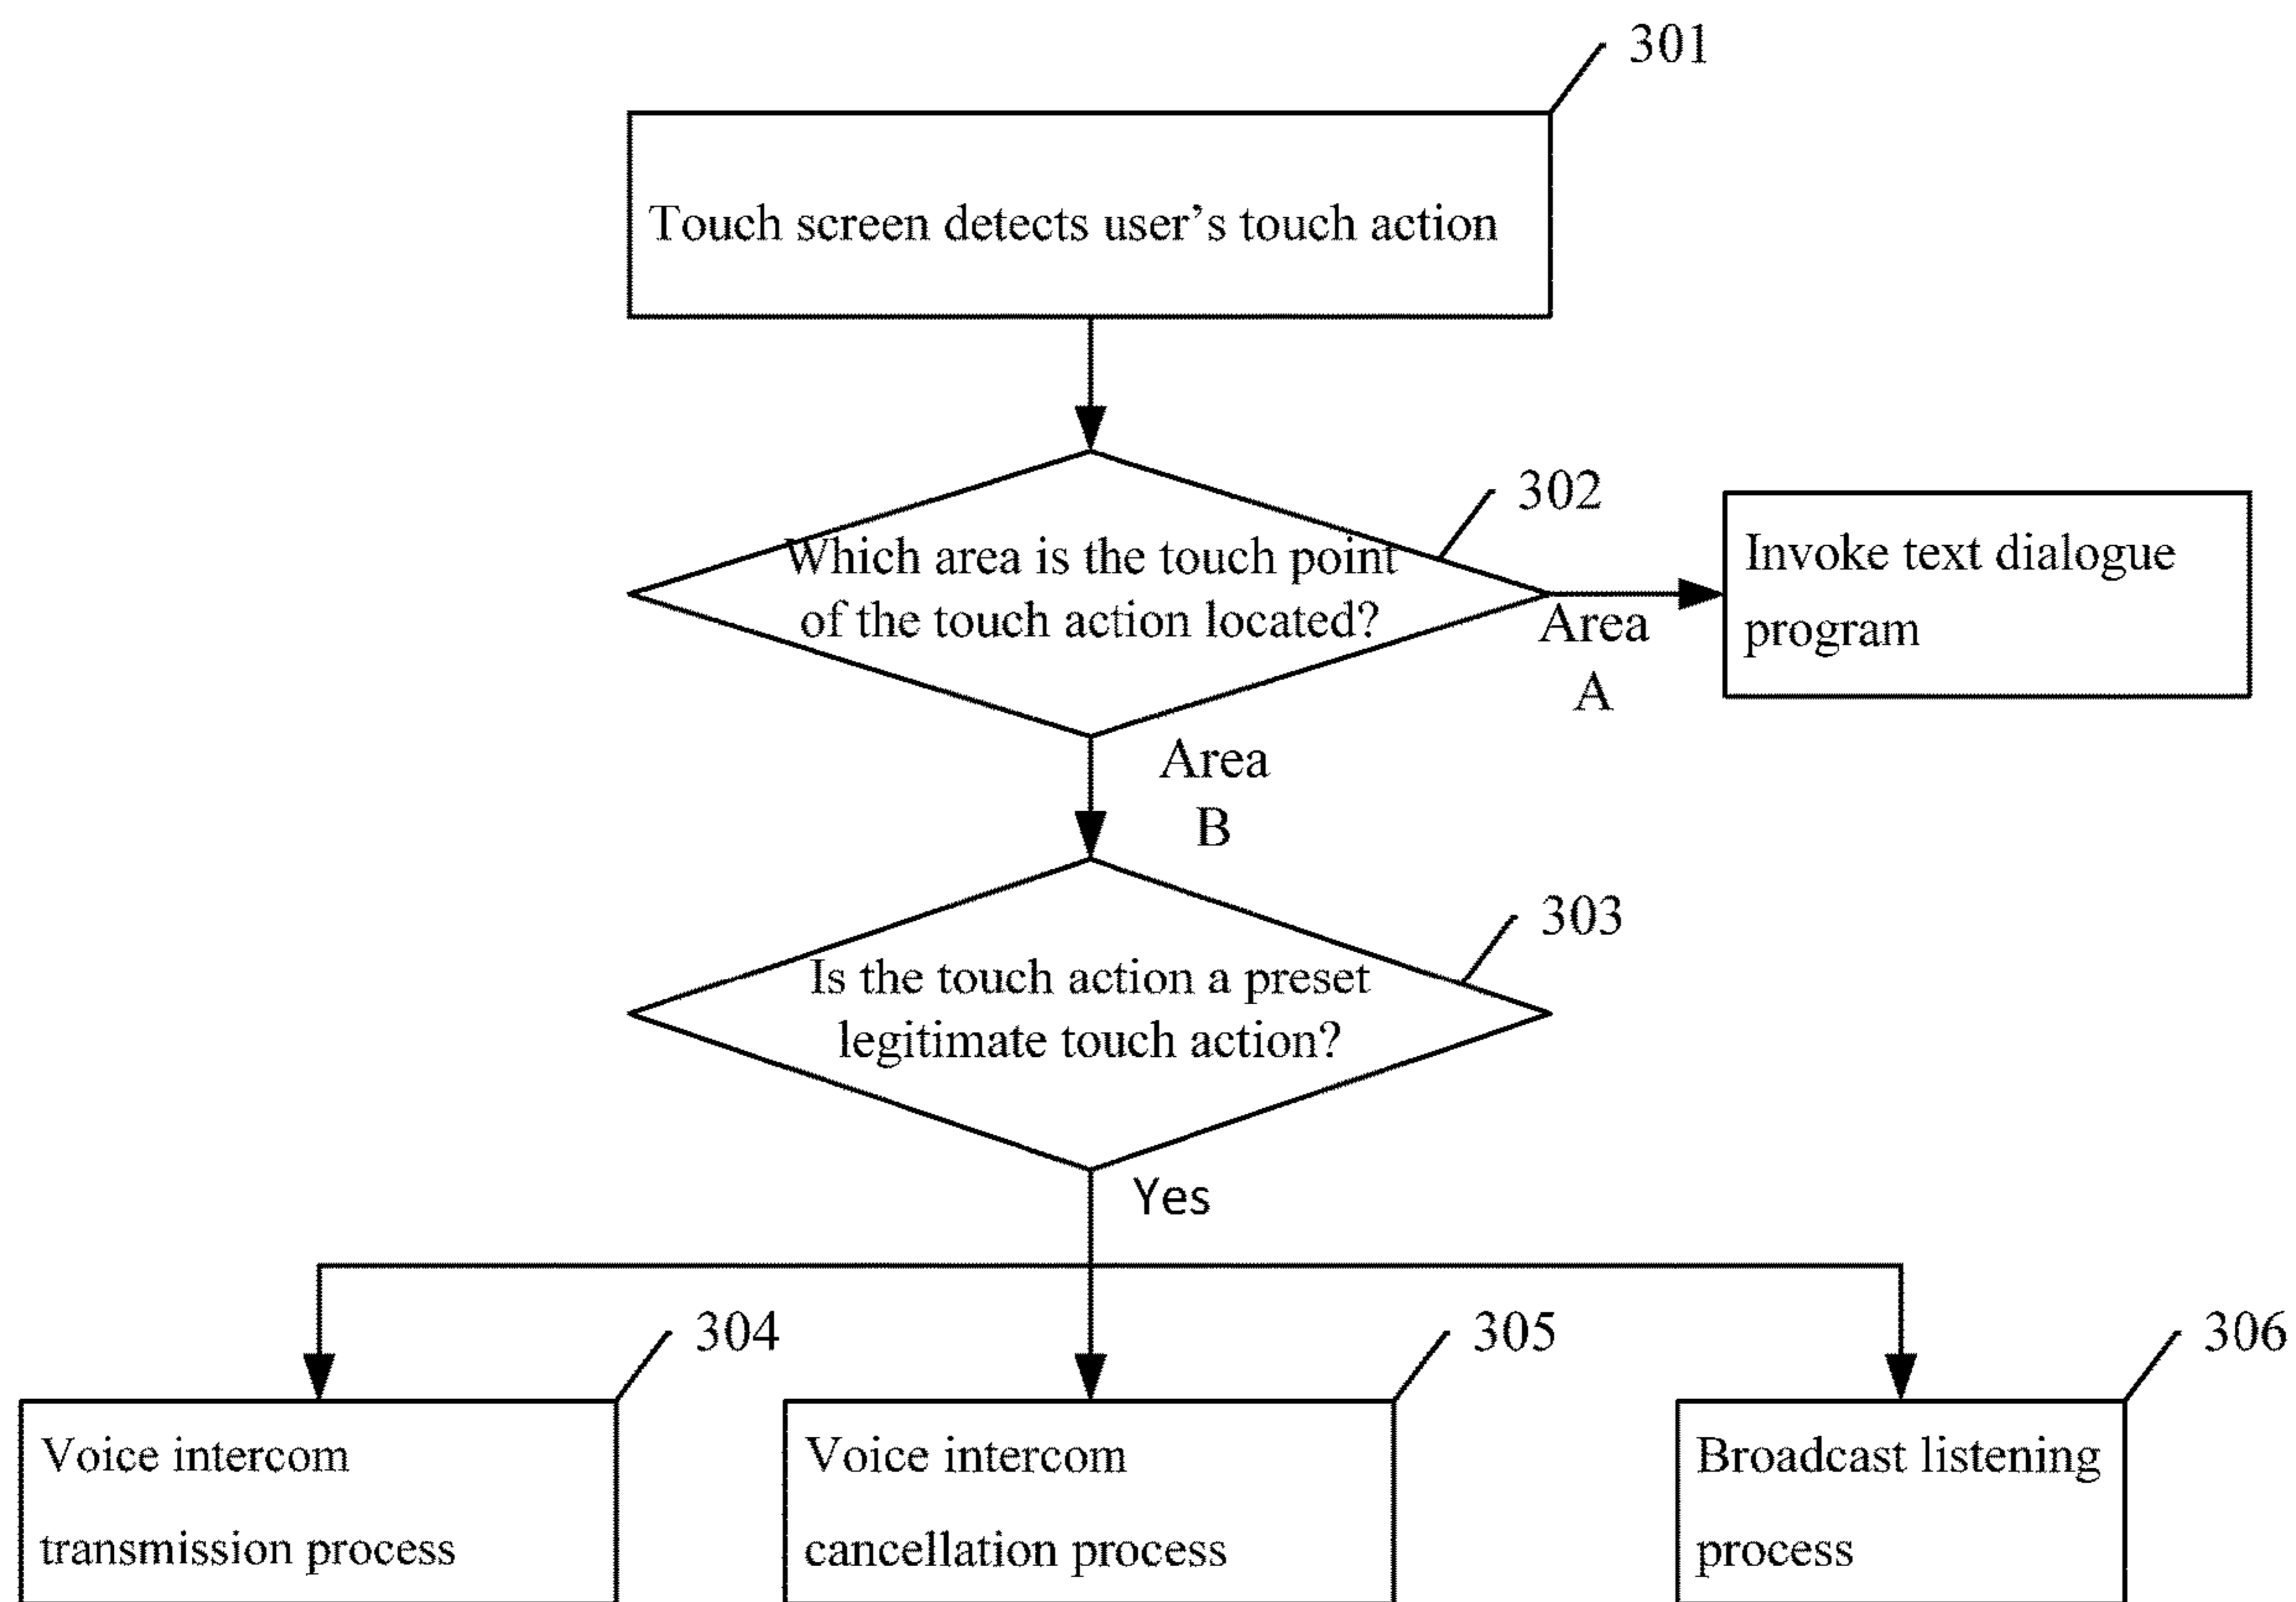 301
Touch screen detects user’s touch action
302
Which area is the touch point
of the touch action located?
Invoke text dialogue
program
Area
A
Area
B
303
Is the touch action a preset
legitimate touch action?
Yes
304
305
306
Voice intercom
transmission process
Voice intercom
cancellation process
Broadcast listening
process